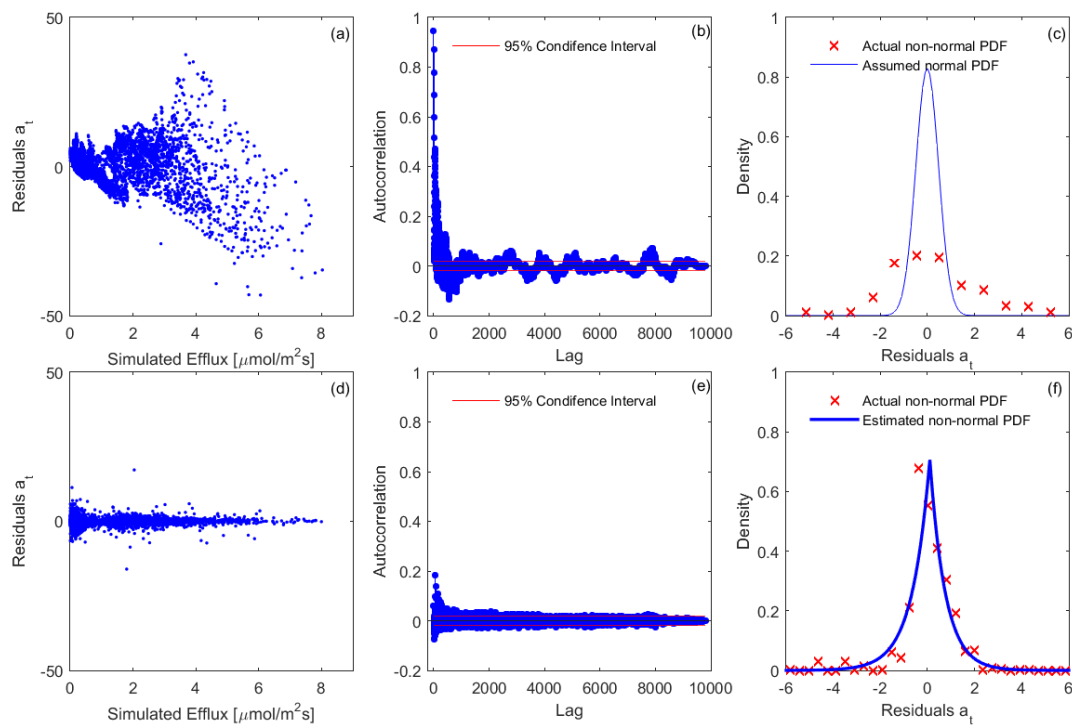 50
0
-50
0 2 4 6 8
Residuals a_t
Simulated Efflux [μmol/m²s]
(a)
1
0.8
0.6
0.4
0.2
0
-0.2
0 2000 4000 6000 8000 10000
Autocorrelation
Lag
95% Condifence Interval
(b)
1
0.8
0.6
0.4
0.2
0
-6 -4 -2 0 2 4 6
Density
Residuals a_t
Actual non-normal PDF
Assumed normal PDF
(c)
50
0
-50
0 2 4 6 8
Residuals a_t
Simulated Efflux [μmol/m²s]
(d)
1
0.8
0.6
0.4
0.2
0
-0.2
0 2000 4000 6000 8000 10000
Autocorrelation
Lag
95% Condifence Interval
(e)
1
0.8
0.6
0.4
0.2
0
-6 -4 -2 0 2 4 6
Density
Residuals a_t
Actual non-normal PDF
Estimated non-normal PDF
(f)